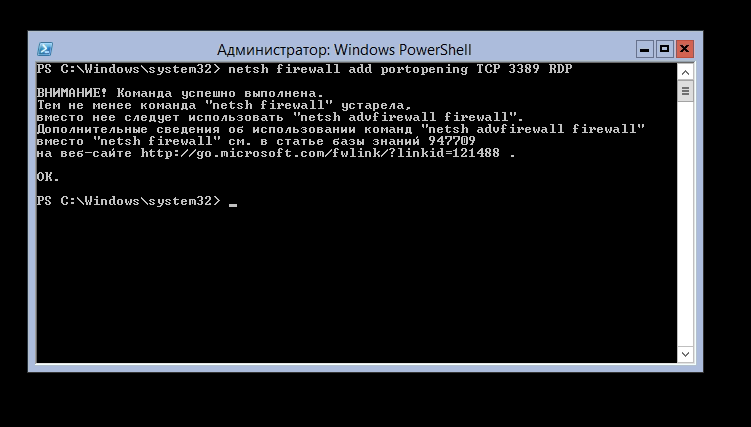 Администратор: Windows PowerShell
PS C:\Windows\system32> netsh firewall add portopening TCP 3389 RDP
ВНИМАНИЕ! Команда успешно выполнена.
Тем не менее команда "netsh firewall" устарела,
вместо нее следует использовать "netsh advfirewall firewall".
Дополнительные сведения об использовании команд "netsh advfirewall firewall"
вместо "netsh firewall" см. в статье базы знаний 947709
на веб-сайте http://go.microsoft.com/fwlink/?linkid=121488 .
ОК.
PS C:\Windows\system32> _